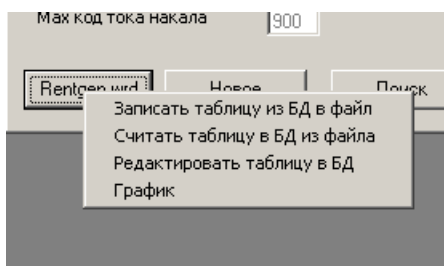 Max код тока накала 900
Rentgen.wrd Новое Поиск
Записать таблицу из БД в файл
Считать таблицу в БД из файла
Редактировать таблицу в БД
График